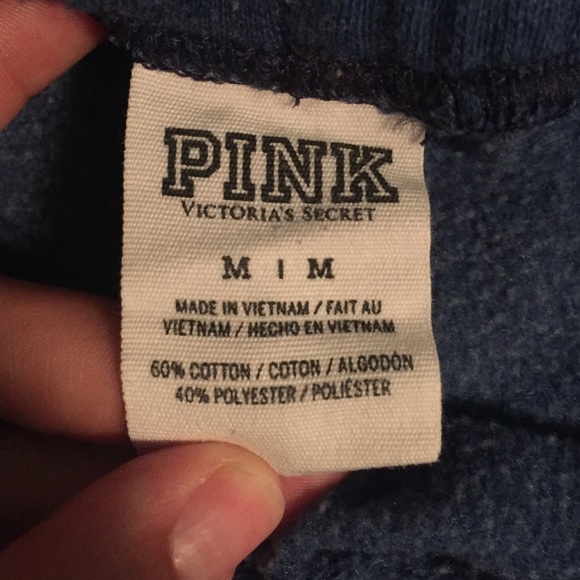 PINK
VICTORIA'S SECRET
M | M
MADE IN VIETNAM / FAIT AU
VIETNAM / HECHO EN VIETNAM
60% COTTON / COTON / ALGODÓN
40% POLYESTER / POLIÉSTER